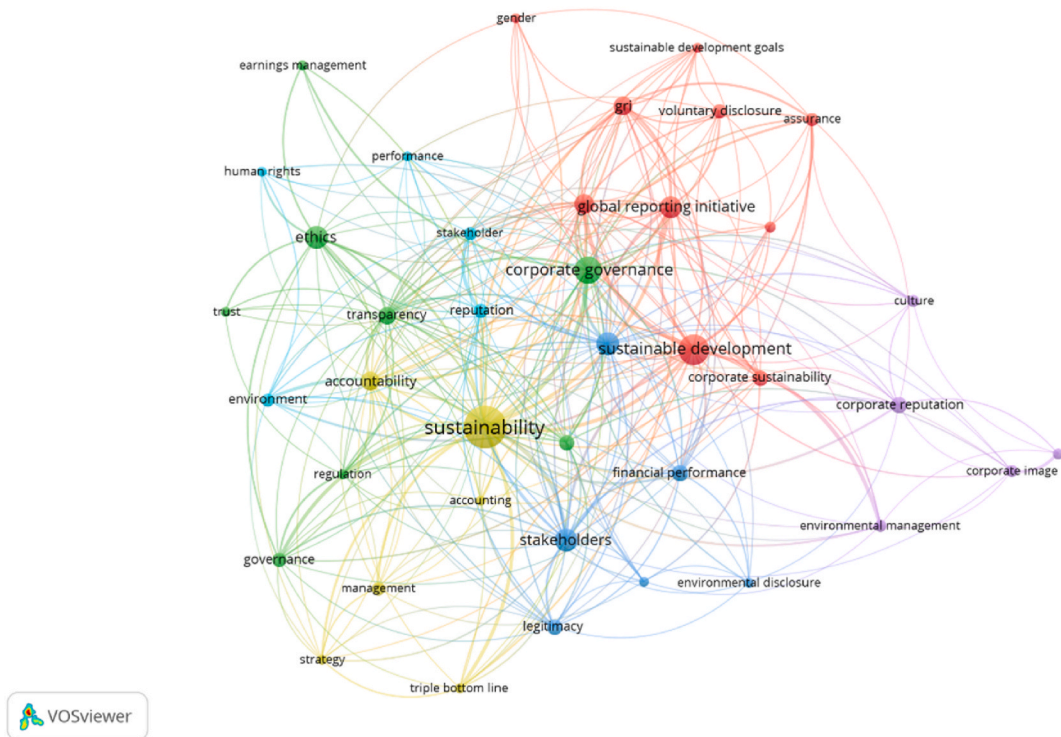 gender
sustainable development goals
earnings management
gri
voluntary disclosure
assurance
performance
human rights
global reporting initiative
stakeholder
ethics
corporate governance
culture
reputation
trust
transparency
sustainable development
corporate sustainability
accountability
environment
corporate reputation
sustainability
regulation
financial performance
corporate image
accounting
environmental management
stakeholders
governance
management
environmental disclosure
legitimacy
strategy
triple bottom line
VOSviewer